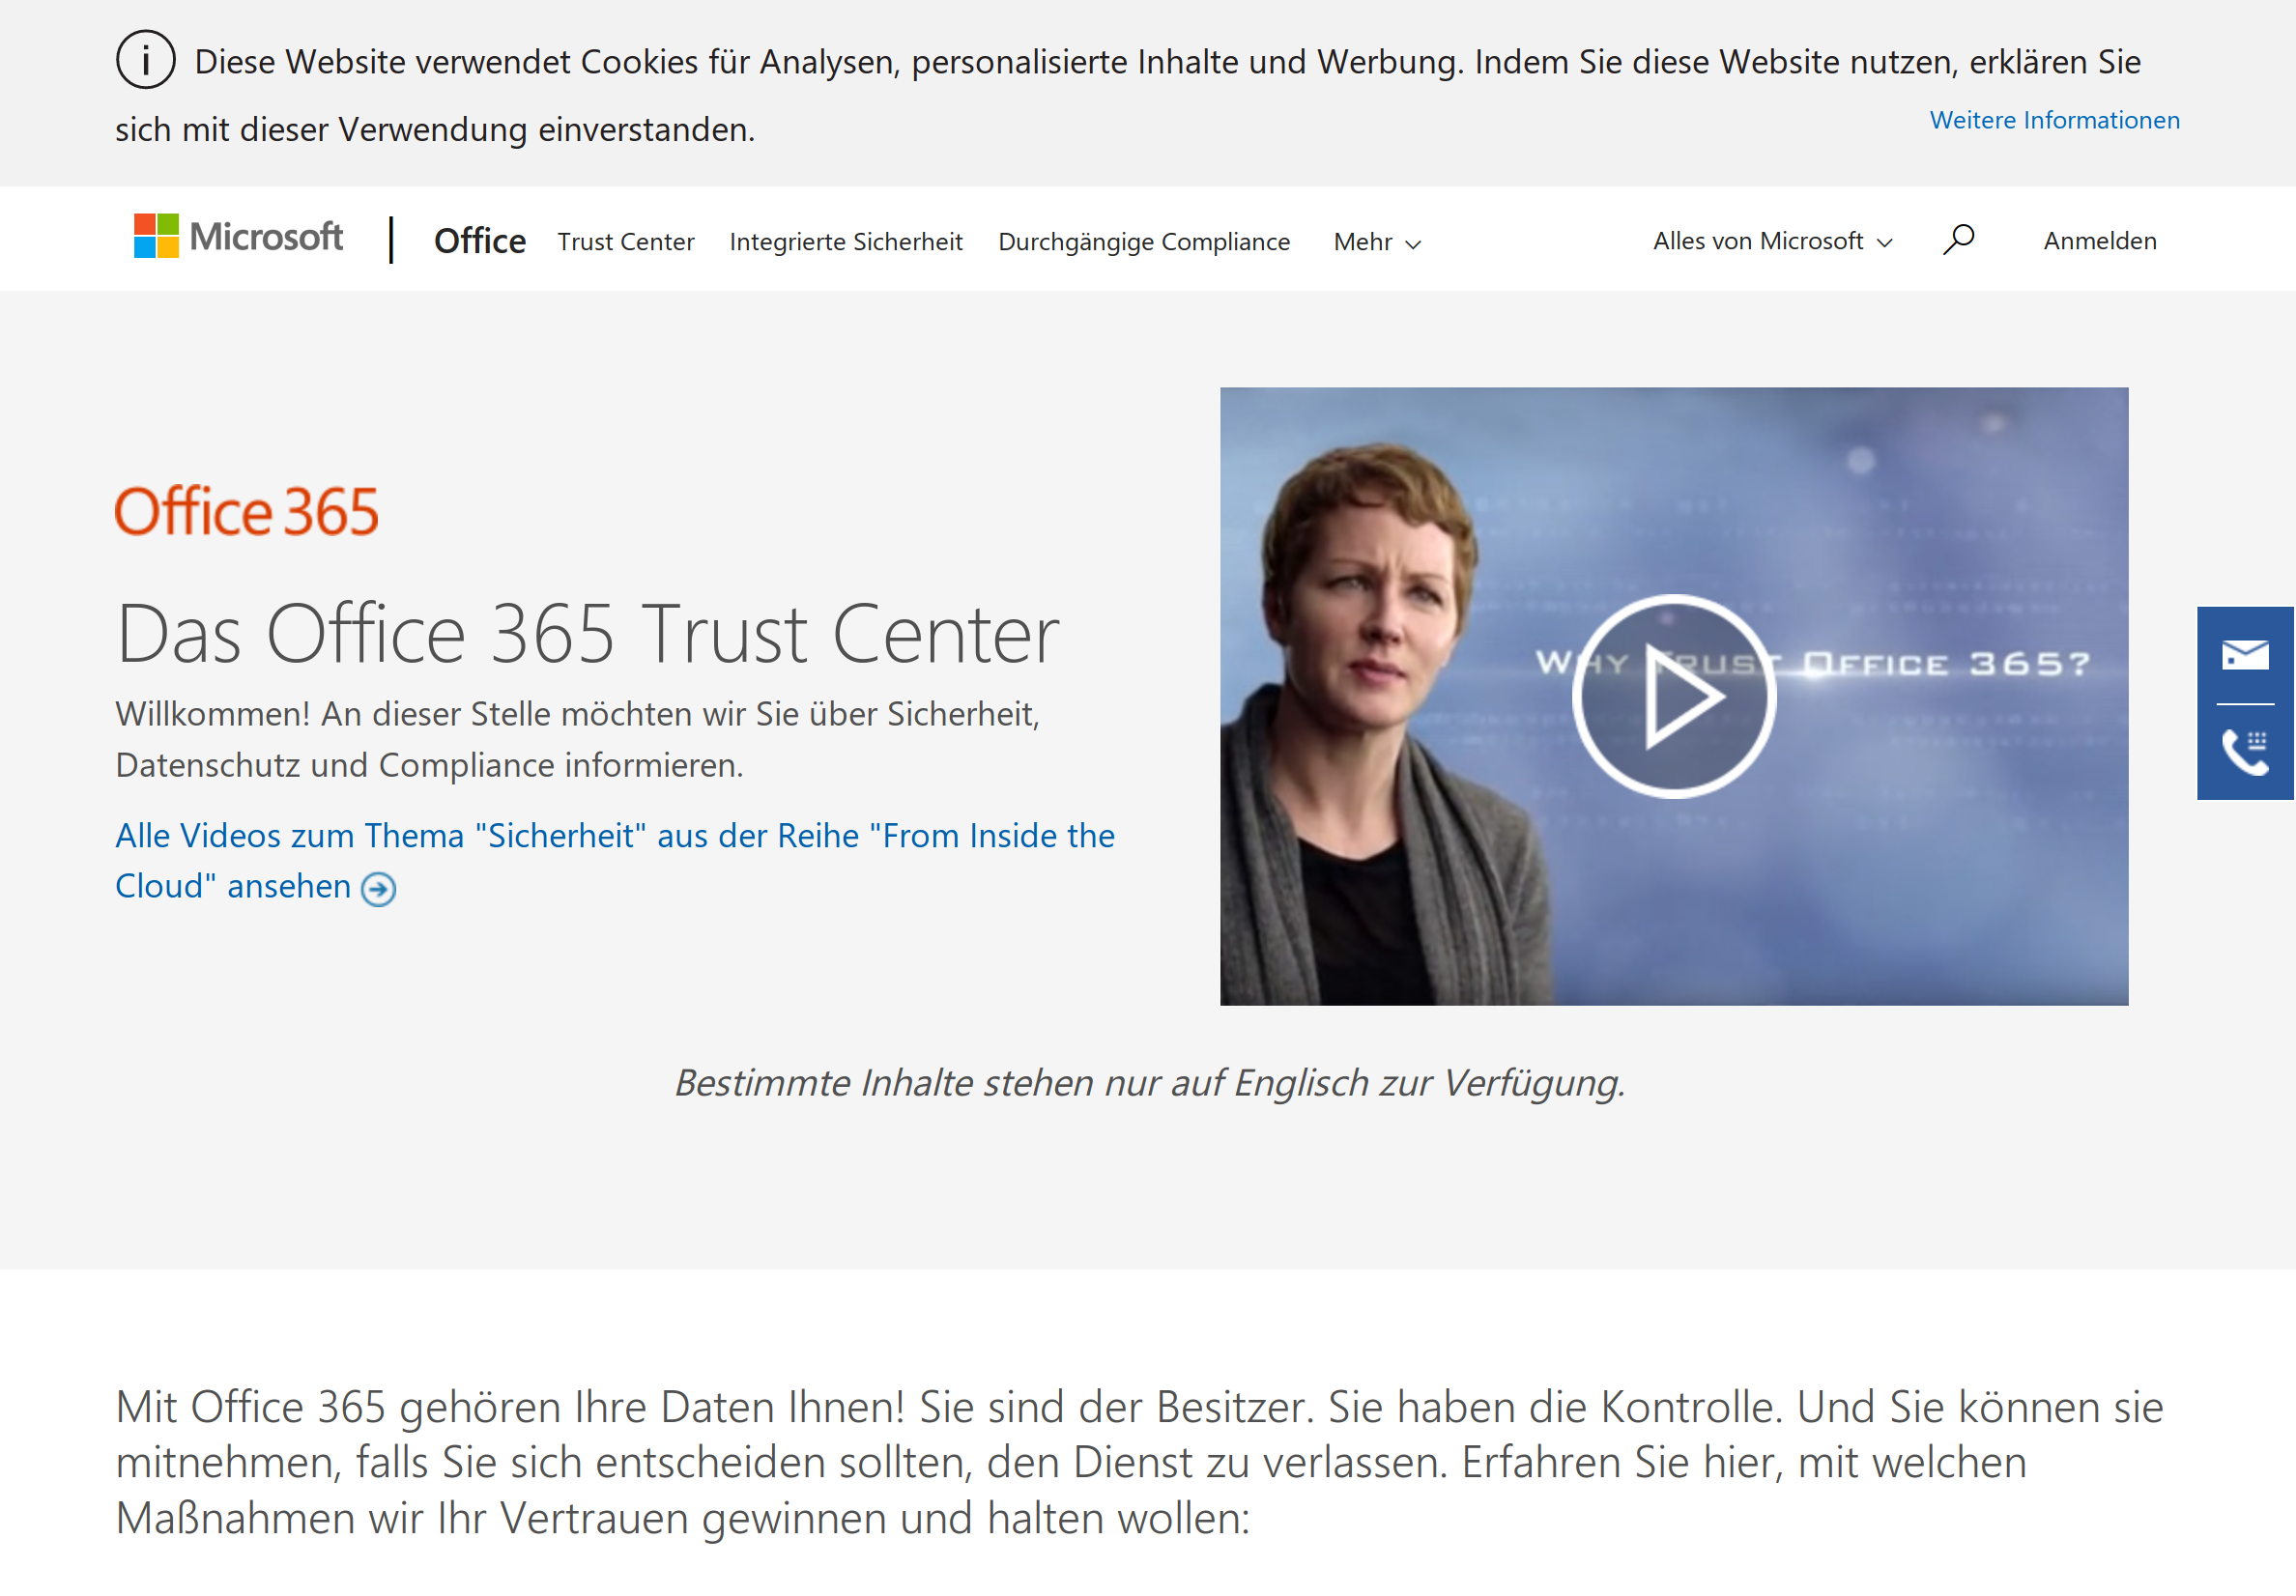 Diese Website verwendet Cookies für Analysen, personalisierte Inhalte und Werbung. Indem Sie diese Website nutzen, erklären Sie
sich mit dieser Verwendung einverstanden.
Weitere Informationen
Microsoft
Office
Trust Center
Integrierte Sicherheit
Durchgängige Compliance
Mehr
Alles von Microsoft
Anmelden
Office 365
Das Office 365 Trust Center
Willkommen! An dieser Stelle möchten wir Sie über Sicherheit,
Datenschutz und Compliance informieren.
Alle Videos zum Thema "Sicherheit" aus der Reihe "From Inside the
Cloud" ansehen
WHY TRUST OFFICE 365?
Bestimmte Inhalte stehen nur auf Englisch zur Verfügung.
Mit Office 365 gehören Ihre Daten Ihnen! Sie sind der Besitzer. Sie haben die Kontrolle. Und Sie können sie
mitnehmen, falls Sie sich entscheiden sollten, den Dienst zu verlassen. Erfahren Sie hier, mit welchen
Maßnahmen wir Ihr Vertrauen gewinnen und halten wollen: